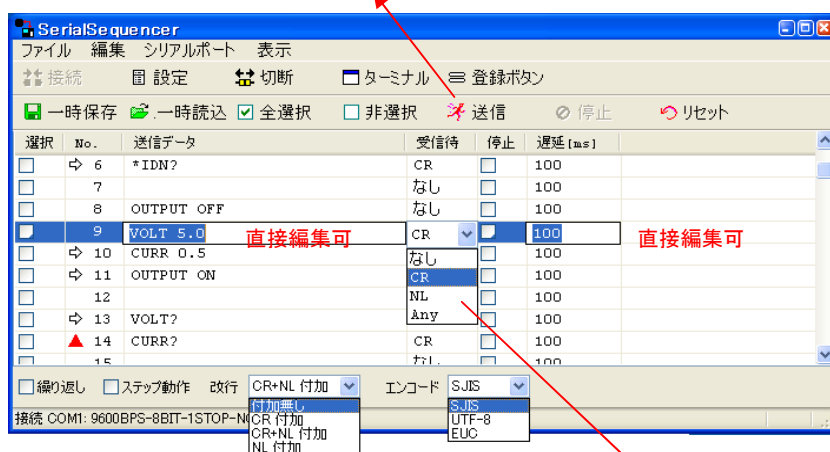 SerialSequencer
ファイル 編集 シリアルポート 表示
接続 設定 切断 ターミナル 登録ボタン
一時保存 .一時読込 全選択 非選択 送信 停止 リセット
選択 No. 送信データ 受信待 停止 遅延[ms]
6 *IDN? CR 100
7 なし 100
8 OUTPUT OFF なし 100
9 VOLT 5.0 直接編集可 CR 100 直接編集可
10 CURR 0.5 なし 100
11 OUTPUT ON CR 100
12 NL 100
13 VOLT? Any 100
14 CURR? CR 100
15 なし 100
繰り返し ステップ動作 改行 CR+NL 付加 エンコード SJIS
付加無し SJIS
接続 COM1: 9600BPS-8BIT-1STOP-NO CR 付加 UTF-8
CR+NL 付加 EUC
NL 付加